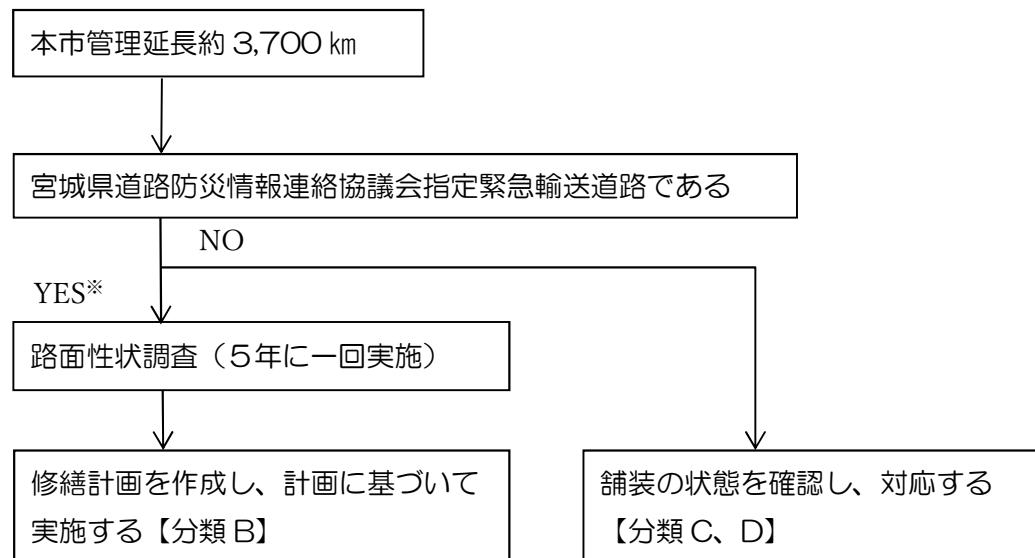 本市管理延長約 3,700 ㎞
宮城県道路防災情報連絡協議会指定緊急輸送道路である
NO
YES※
路面性状調査（５年に一回実施）
修繕計画を作成し、計画に基づいて
実施する【分類 B】
舗装の状態を確認し、対応する
【分類 C、D】